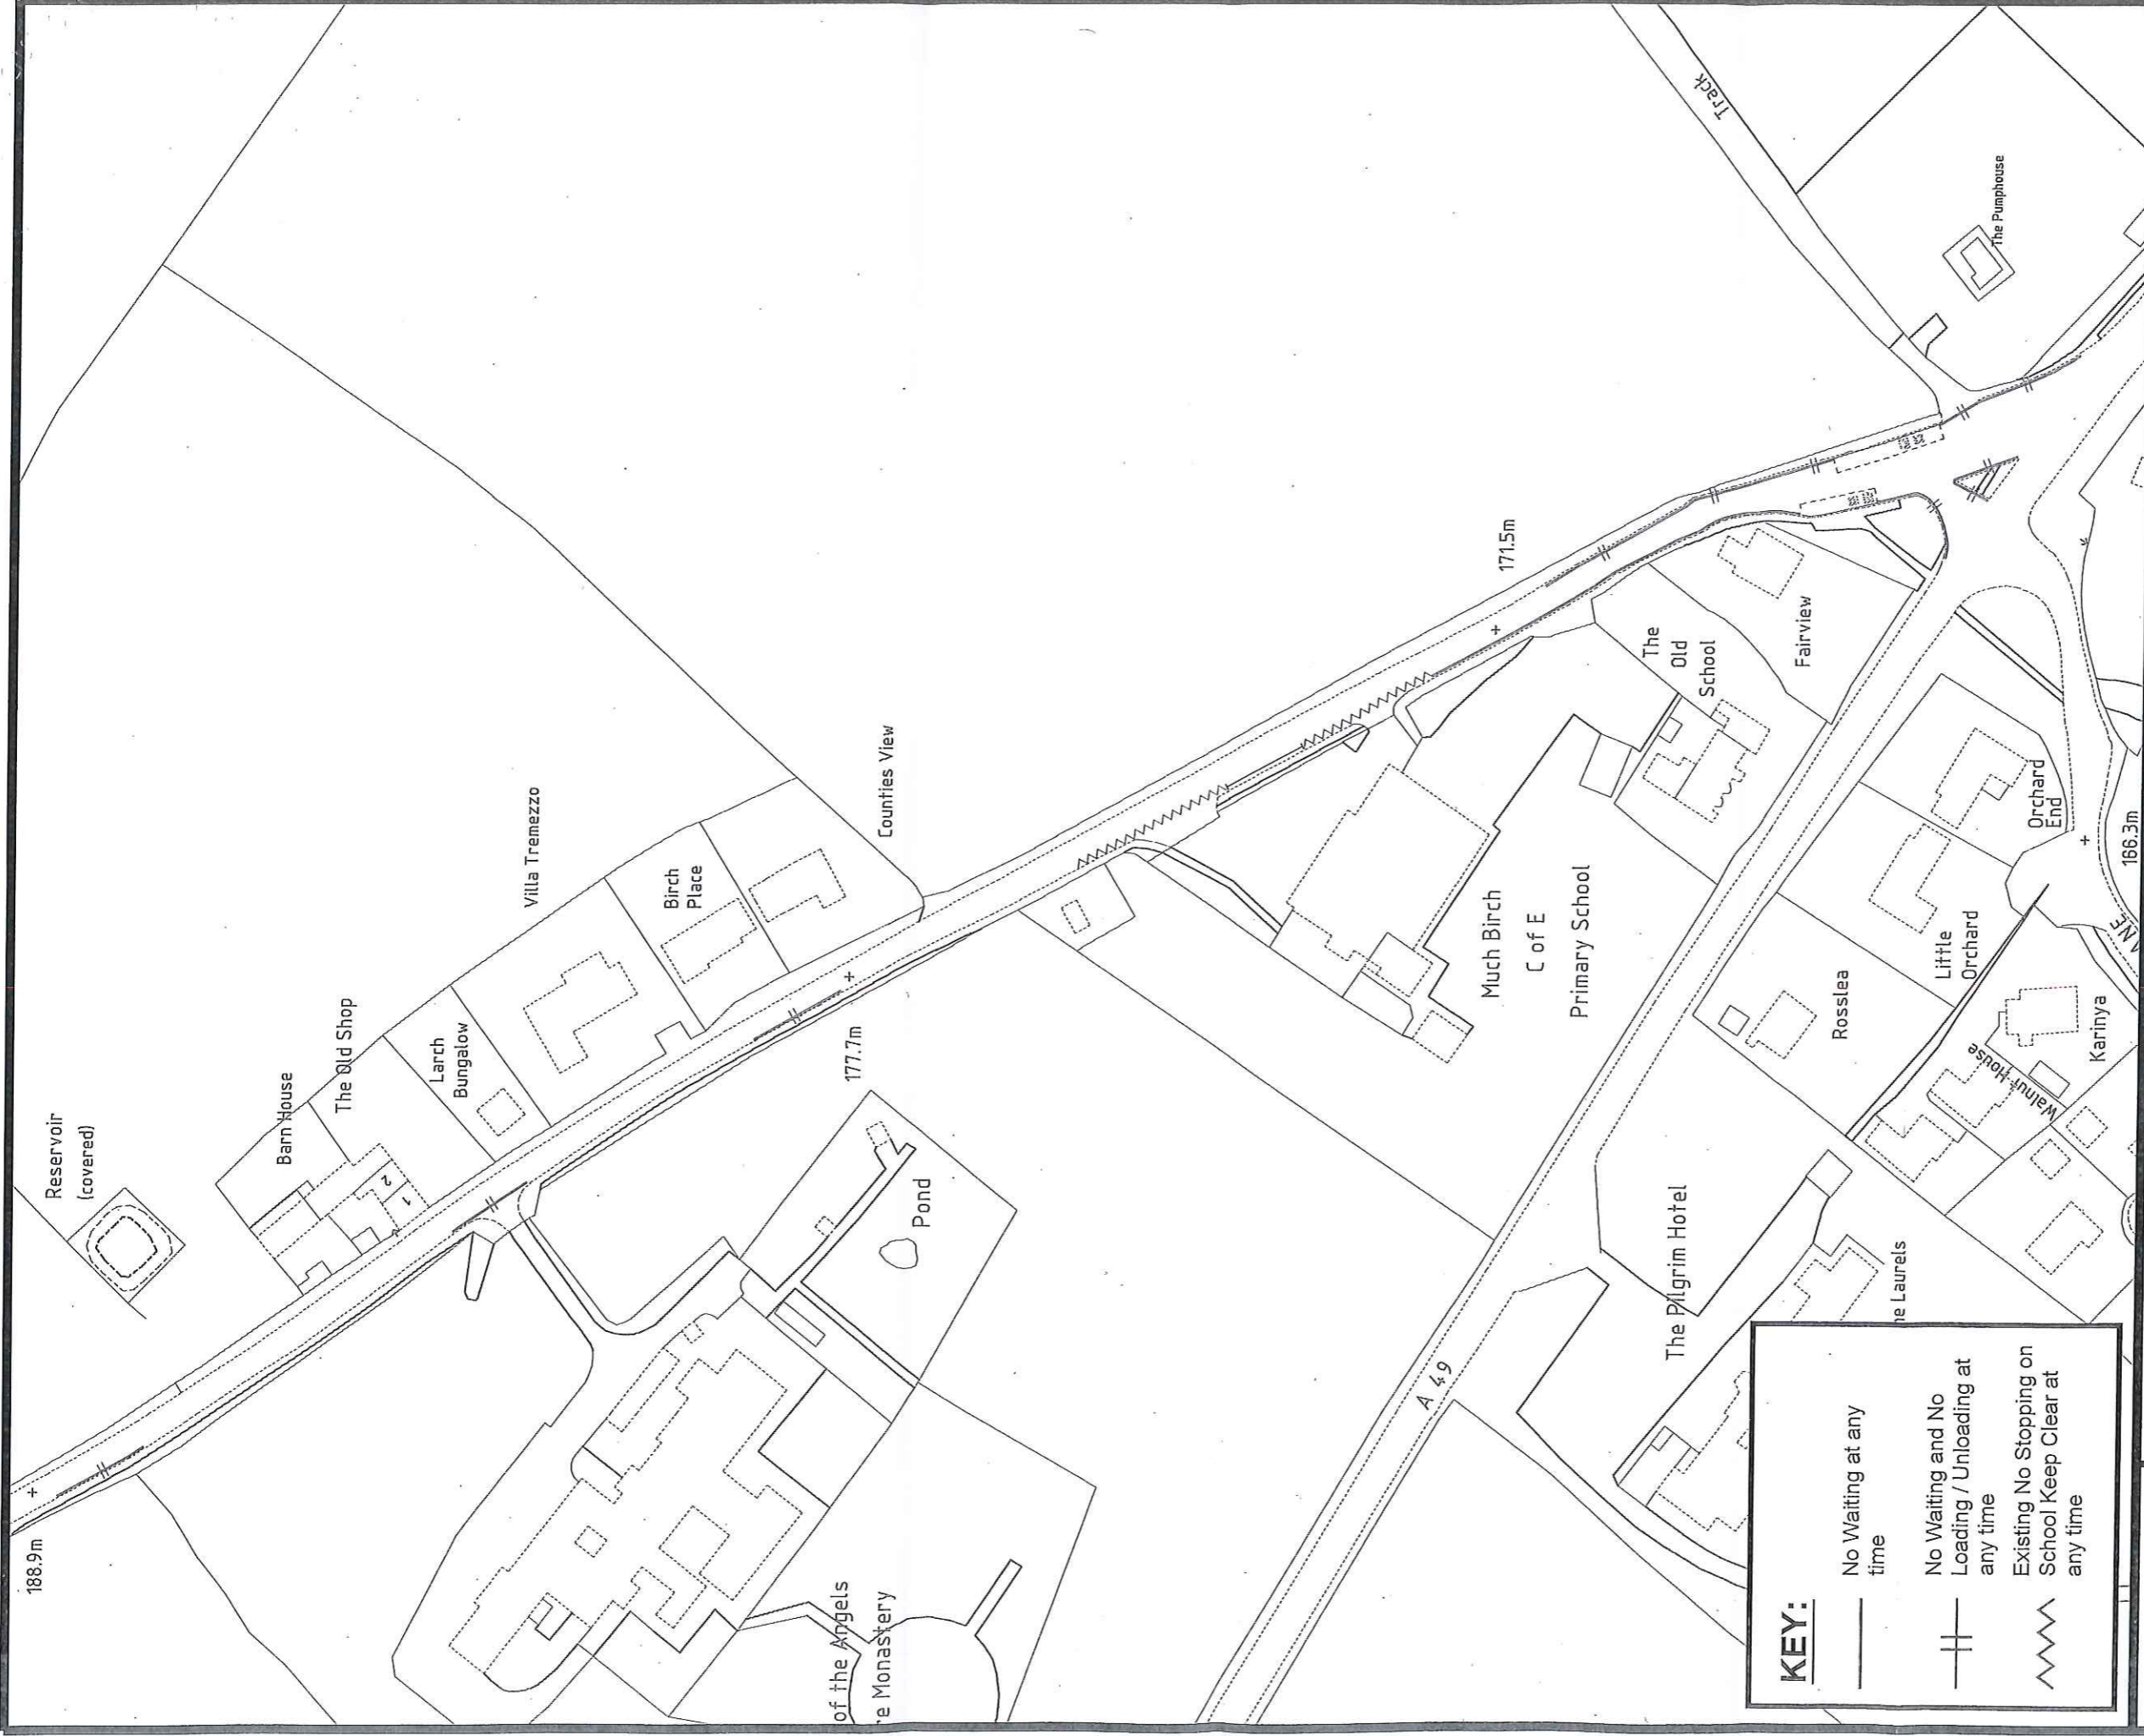 Reservoir
(covered)
Barn House
The Old Shop
Larch
Bungalow
Villa Tremezzo
Birch
Place
Counties View
2
1
188.9m
177.7m
171.5m
166.3m
Track
The Pumphouse
Fairview
The
Old
School
Much Birch
C of E
Primary School
Orchard
End
Little
Orchard
Rosslea
Karinya
Walnut House
Pond
The Pilgrim Hotel
A 49
of the Angels
Monastery
Laurels
KEY:
No Waiting at any
time
No Waiting and No
Loading / Unloading at
any time
Existing No Stopping on
School Keep Clear at
any time